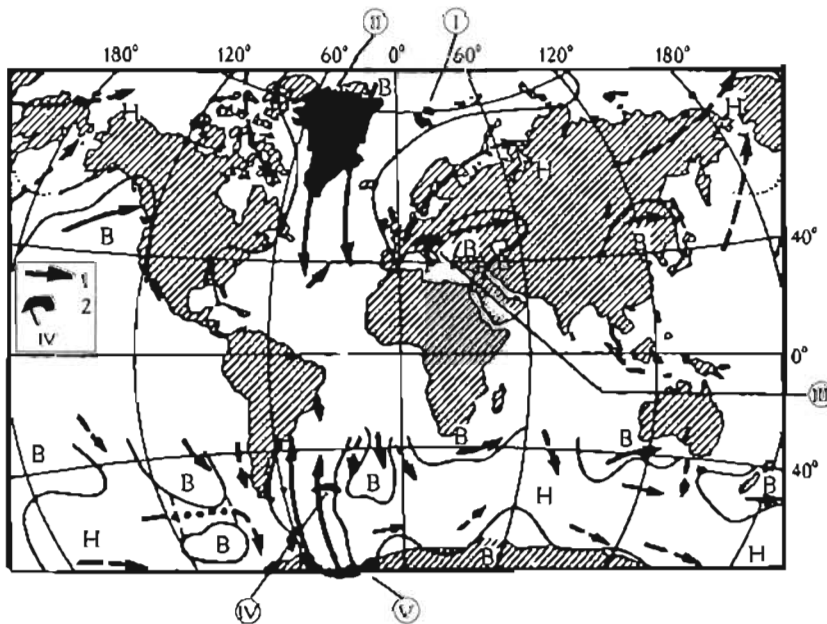 II I
180° 120° 60° 0° 60° 120° 180°
В
Н Н
Н
В В В 40°
1
2
IV
0°
III
В В В
В В В 40°
Н
Н В Н
В
IV V